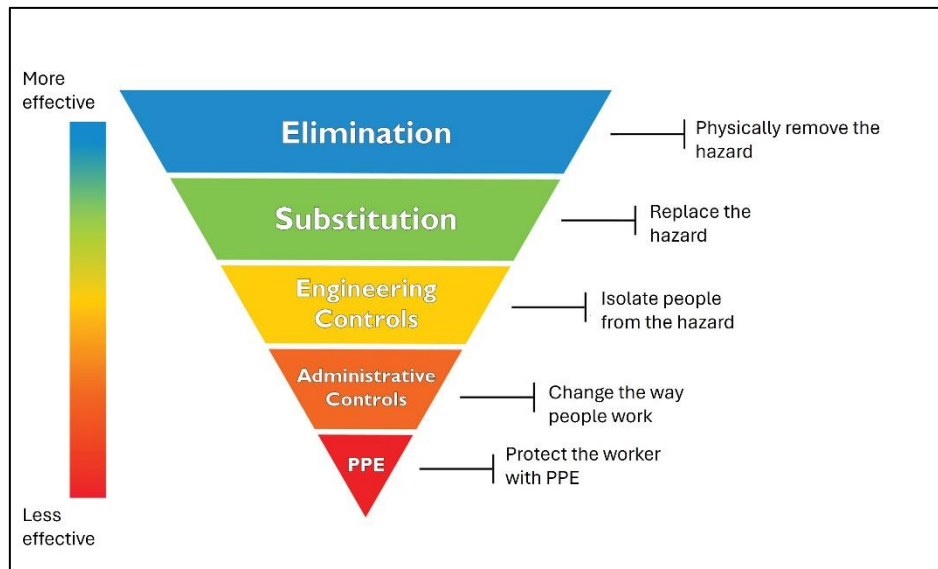 More
effective
Elimination
Physically remove the
hazard
Substitution
Replace the
hazard
Engineering
Controls
Isolate people
from the hazard
Administrative
Controls
Change the way
people work
PPE
Protect the worker
with PPE
Less
effective